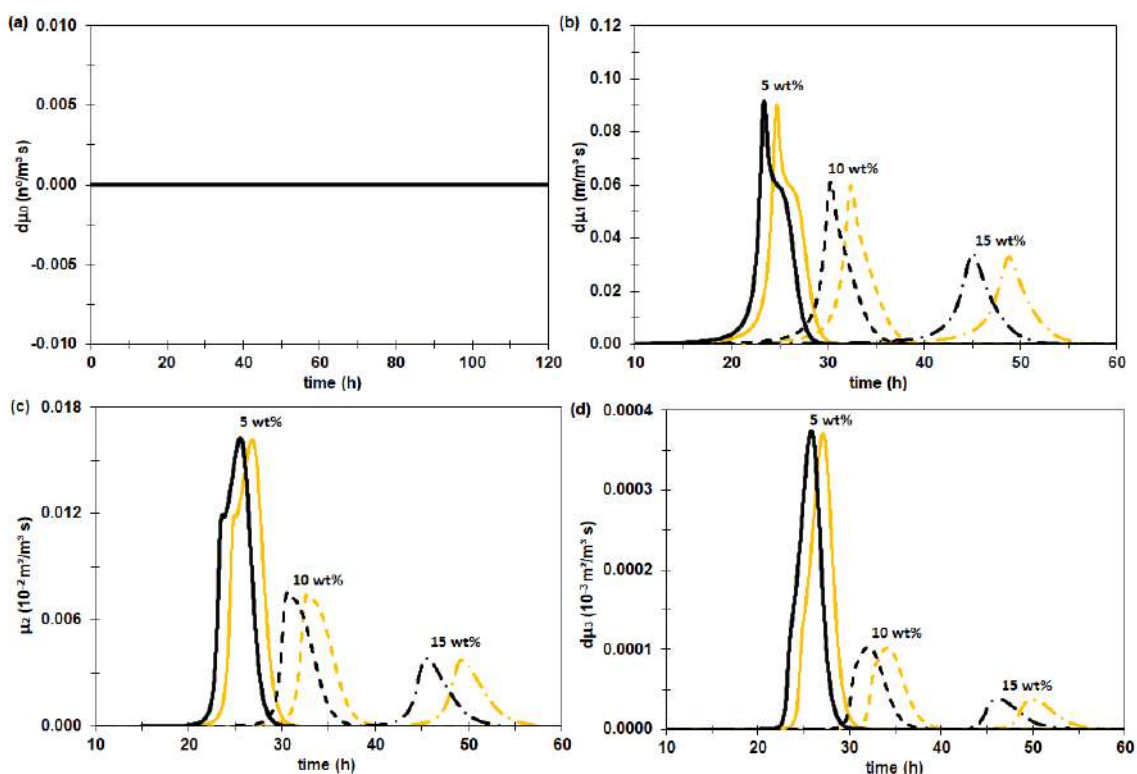 (a)
dμ₀ (n°/m³ s)
0.010
0.005
0.000
-0.005
-0.010
0 20 40 60 80 100 120
time (h)
(b)
dμ₁ (m/m³ s)
0.12
0.10
0.08
0.06
0.04
0.02
0.00
5 wt%
10 wt%
15 wt%
10 20 30 40 50 60
time (h)
(c)
μ₂ (10⁻² m²/m³ s)
0.018
0.012
0.006
0.000
5 wt%
10 wt%
15 wt%
10 20 30 40 50 60
time (h)
(d)
dμ₃ (10⁻³ m³/m³ s)
0.0004
0.0003
0.0002
0.0001
0.0000
5 wt%
10 wt%
15 wt%
10 20 30 40 50 60
time (h)